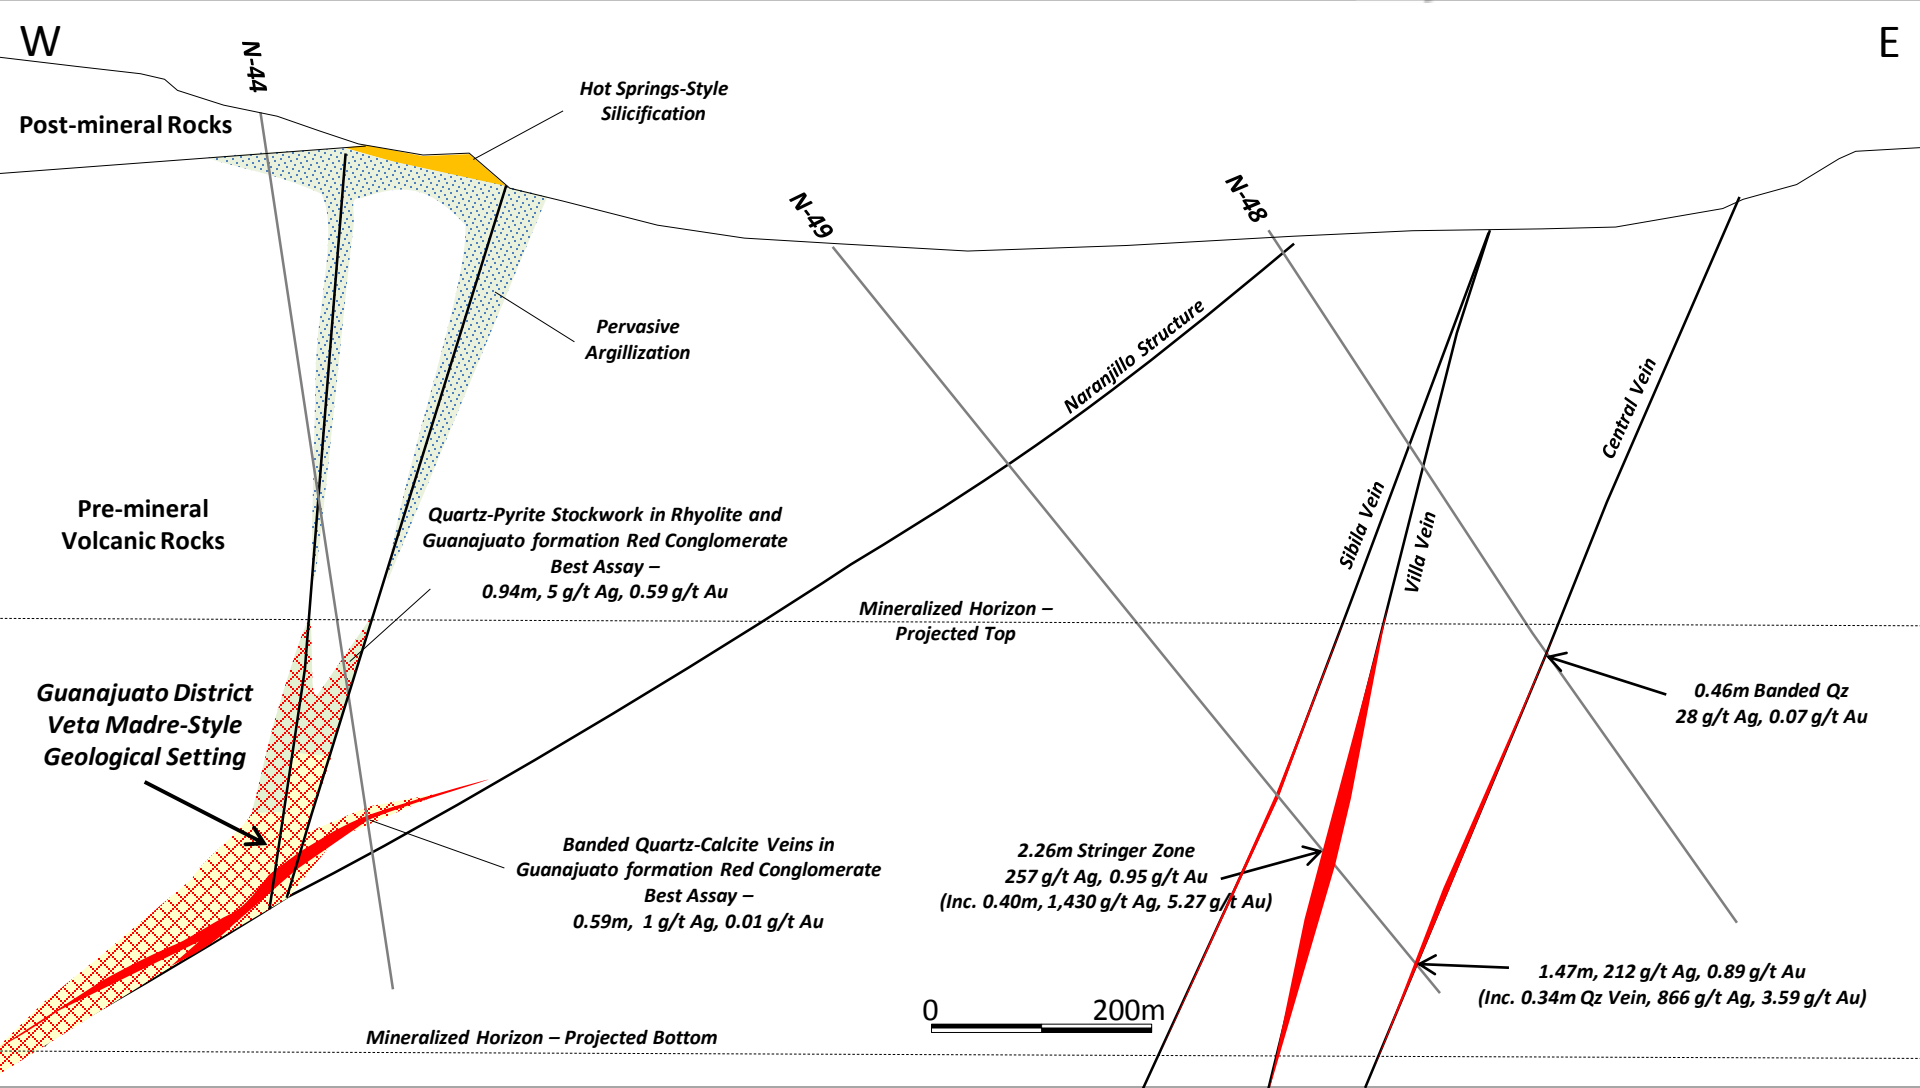 W
E
N-44
Hot Springs-Style
Silicification
Post-mineral Rocks
N-49
N-48
Pervasive
Argillization
Naranjillo Structure
Central Vein
Sibila Vein
Villa Vein
Pre-mineral
Volcanic Rocks
Quartz-Pyrite Stockwork in Rhyolite and
Guanajuato formation Red Conglomerate
Best Assay –
0.94m, 5 g/t Ag, 0.59 g/t Au
Mineralized Horizon –
Projected Top
Guanajuato District
Veta Madre-Style
Geological Setting
0.46m Banded Qz
28 g/t Ag, 0.07 g/t Au
Banded Quartz-Calcite Veins in
Guanajuato formation Red Conglomerate
Best Assay –
0.59m, 1 g/t Ag, 0.01 g/t Au
2.26m Stringer Zone
257 g/t Ag, 0.95 g/t Au
(Inc. 0.40m, 1,430 g/t Ag, 5.27 g/t Au)
1.47m, 212 g/t Ag, 0.89 g/t Au
(Inc. 0.34m Qz Vein, 866 g/t Ag, 3.59 g/t Au)
0 200m
Mineralized Horizon – Projected Bottom